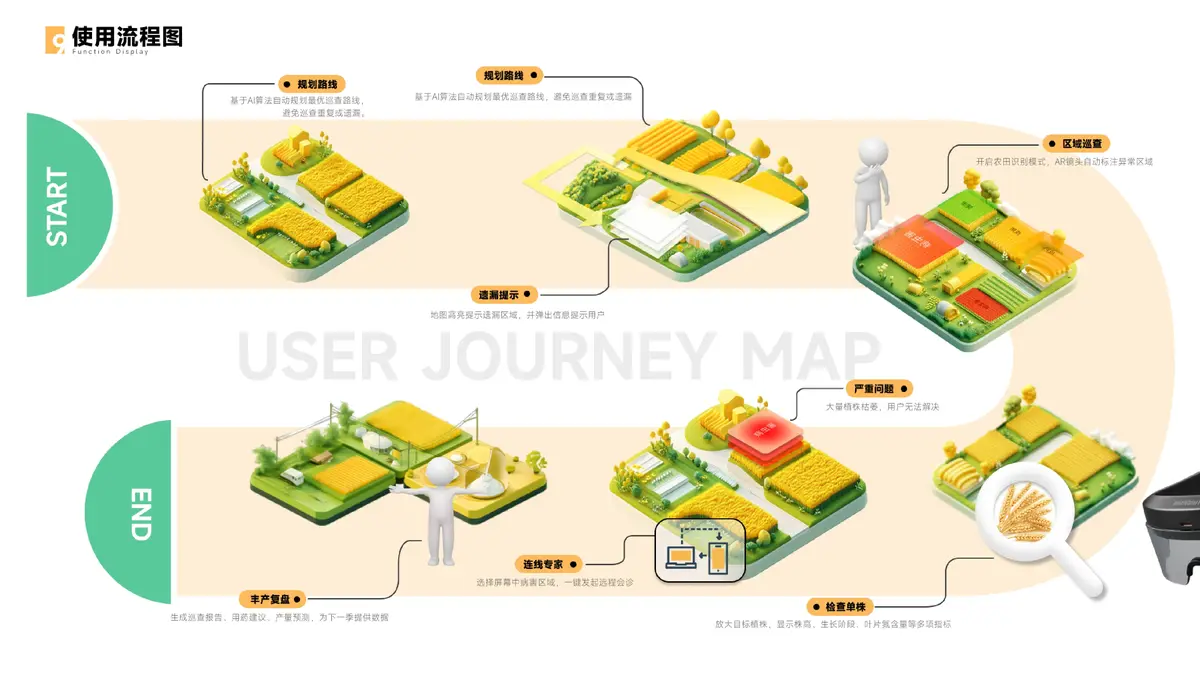 9 使用流程图
Function Display
规划路线
基于AI算法自动规划最优巡查路线，
避免巡查重复或遗漏。
规划路线
基于AI算法自动规划最优巡查路线，避免巡查重复或遗漏
区域巡查
开启农田识别模式，AR镜头自动标注异常区域
START
病虫害
遗漏提示
地图高亮提示遗漏区域，并弹出信息提示用户
USER JOURNEY MAP
严重问题
大量植株枯萎，用户无法解决
病虫害
END
连线专家
选择屏幕中病害区域，一键发起远程会诊
丰产复盘
生成巡查报告、用药建议、产量预测，为下一季提供数据
检查单株
放大目标植株，显示株高、生长阶段、叶片氮含量等多项指标